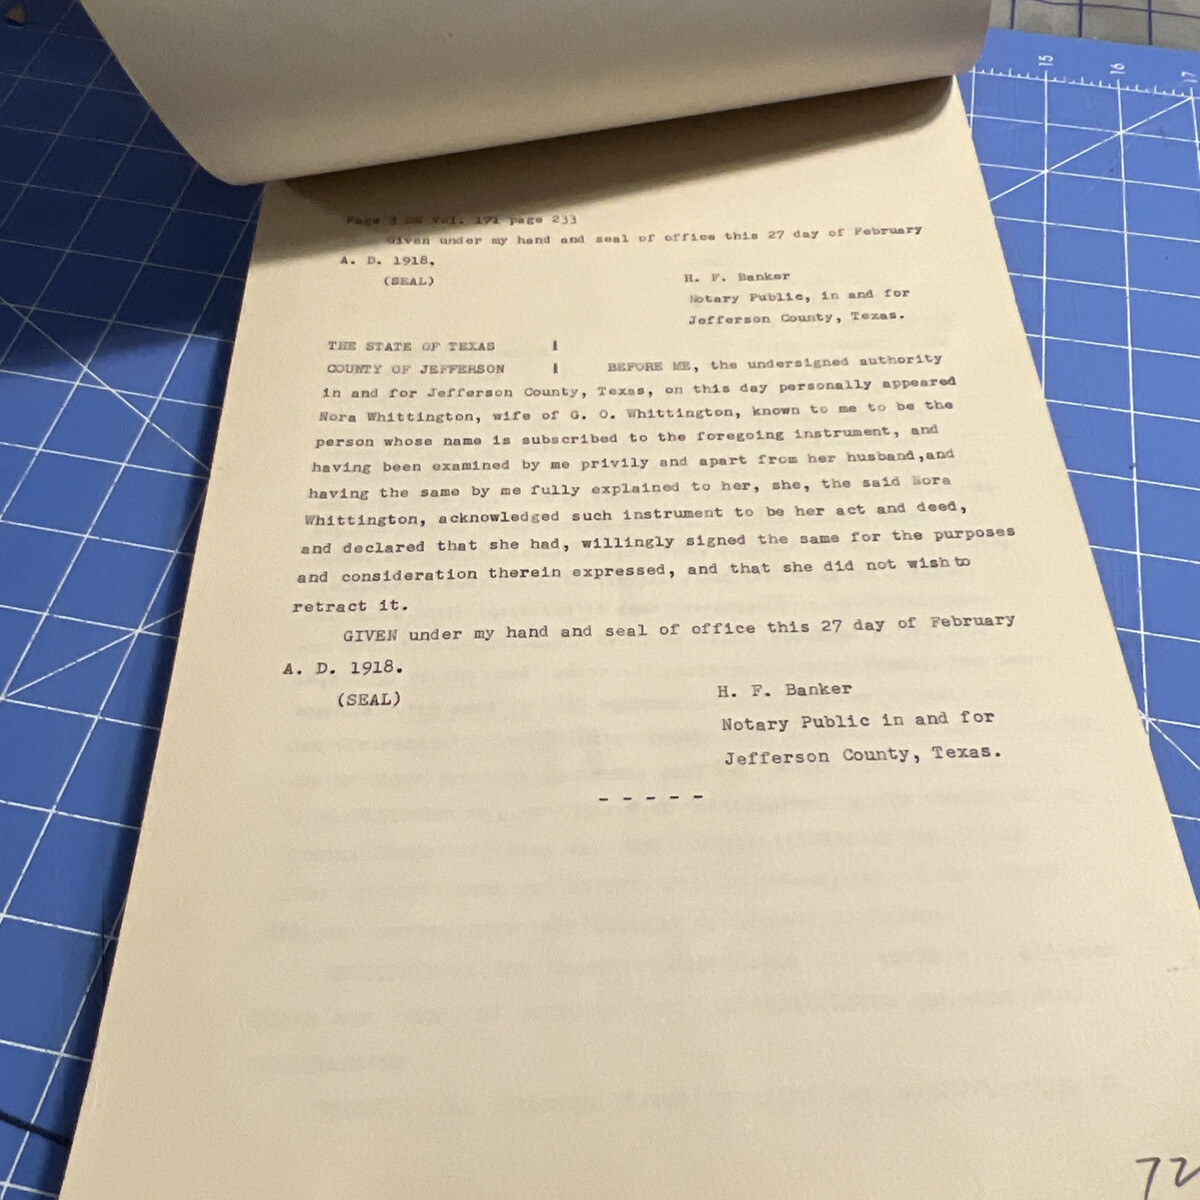 Page 3 DR Vol. 171 page 233
Given under my hand and seal of office this 27 day of February
A. D. 1918.
(SEAL)
H. F. Banker
Notary Public, in and for
Jefferson County, Texas.
THE STATE OF TEXAS
COUNTY OF JEFFERSON BEFORE ME, the undersigned authority
in and for Jefferson County, Texas, on this day personally appeared
Nora Whittington, wife of G. O. Whittington, known to me to be the
person whose name is subscribed to the foregoing instrument, and
having been examined by me privily and apart from her husband,and
having the same by me fully explained to her, she, the said Nora
Whittington, acknowledged such instrument to be her act and deed,
and declared that she had, willingly signed the same for the purposes
and consideration therein expressed, and that she did not wish to
retract it.
GIVEN under my hand and seal of office this 27 day of February
A. D. 1918.
(SEAL)
H. F. Banker
Notary Public in and for
Jefferson County, Texas.
- - - - -
72
15
16
17